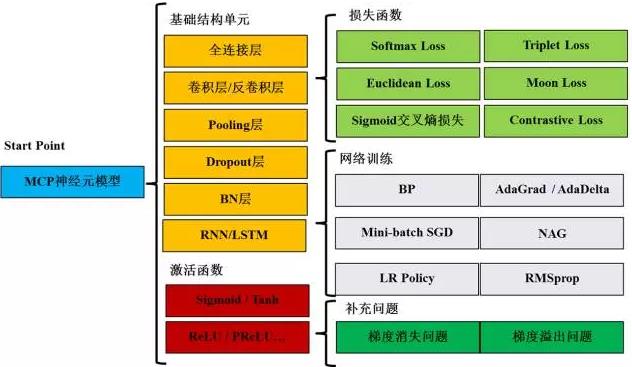 Start Point
MCP神经元模型
基础结构单元
全连接层
卷积层/反卷积层
Pooling层
Dropout层
BN层
RNN/LSTM
激活函数
Sigmoid / Tanh
ReLU / PReLU...
损失函数
Softmax Loss
Triplet Loss
Euclidean Loss
Moon Loss
Sigmoid交叉熵损失
Contrastive Loss
网络训练
BP
AdaGrad / AdaDelta
Mini-batch SGD
NAG
LR Policy
RMSprop
补充问题
梯度消失问题
梯度溢出问题